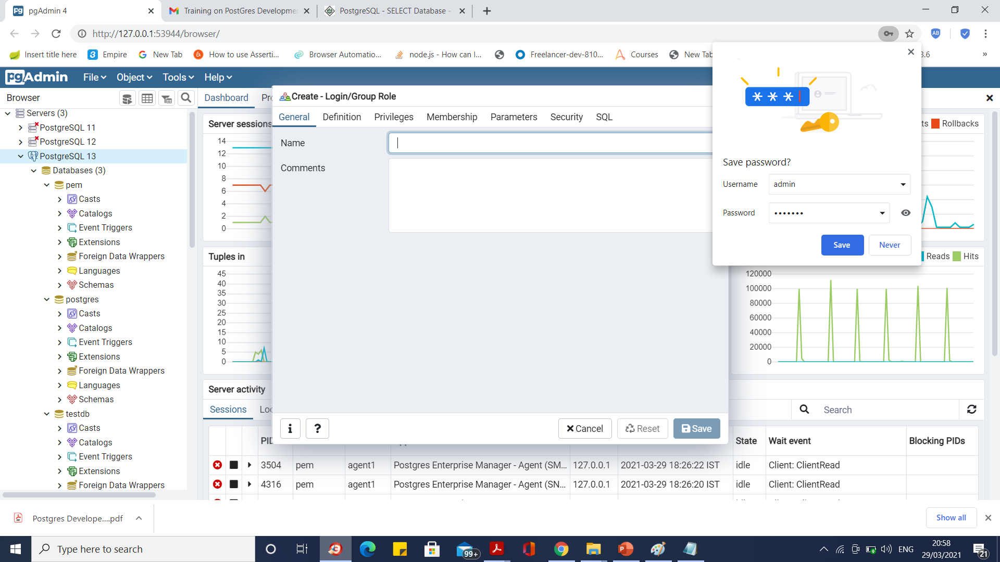 pgAdmin 4
Training on PostGres Developme
PostgreSQL - SELECT Database -
http://127.0.0.1:53944/browser/
Insert title here
Empire
New Tab
How to use Asserti...
Browser Automatio...
node.js - How can I...
Freelancer-dev-810...
Courses
New Tab
3.6
»
pgAdmin
File
Object
Tools
Help
Browser
Dashboard
Pr
Servers (3)
PostgreSQL 11
PostgreSQL 12
PostgreSQL 13
Databases (3)
pem
Casts
Catalogs
Event Triggers
Extensions
Foreign Data Wrappers
Languages
Schemas
postgres
Casts
Catalogs
Event Triggers
Extensions
Foreign Data Wrappers
Languages
Schemas
testdb
Casts
Catalogs
Event Triggers
Extensions
Foreign Data Wrappers
Server sessions
14
12
10
8
6
4
2
0
Tuples in
45
40
35
30
25
20
15
10
5
0
Create - Login/Group Role
General
Definition
Privileges
Membership
Parameters
Security
SQL
Name
Comments
i
?
Cancel
Reset
Save
* * *
Save password?
Username
admin
Password
•••••••
Save
Never
ts
Rollbacks
Reads
Hits
120000
100000
80000
60000
40000
20000
0
Server activity
Sessions
Loc
Search
PID
State
Wait event
Blocking PIDs
3504 pem agent1 Postgres Enterprise Manager - Agent (SM... 127.0.0.1 2021-03-29 18:26:22 IST idle Client: ClientRead
4316 pem agent1 Postgres Enterprise Manager - Agent (SN... 127.0.0.1 2021-03-29 18:26:20 IST idle Client: ClientRead
Postgres Develope....pdf
Show all
Type here to search
99+
ENG
20:58
29/03/2021
21